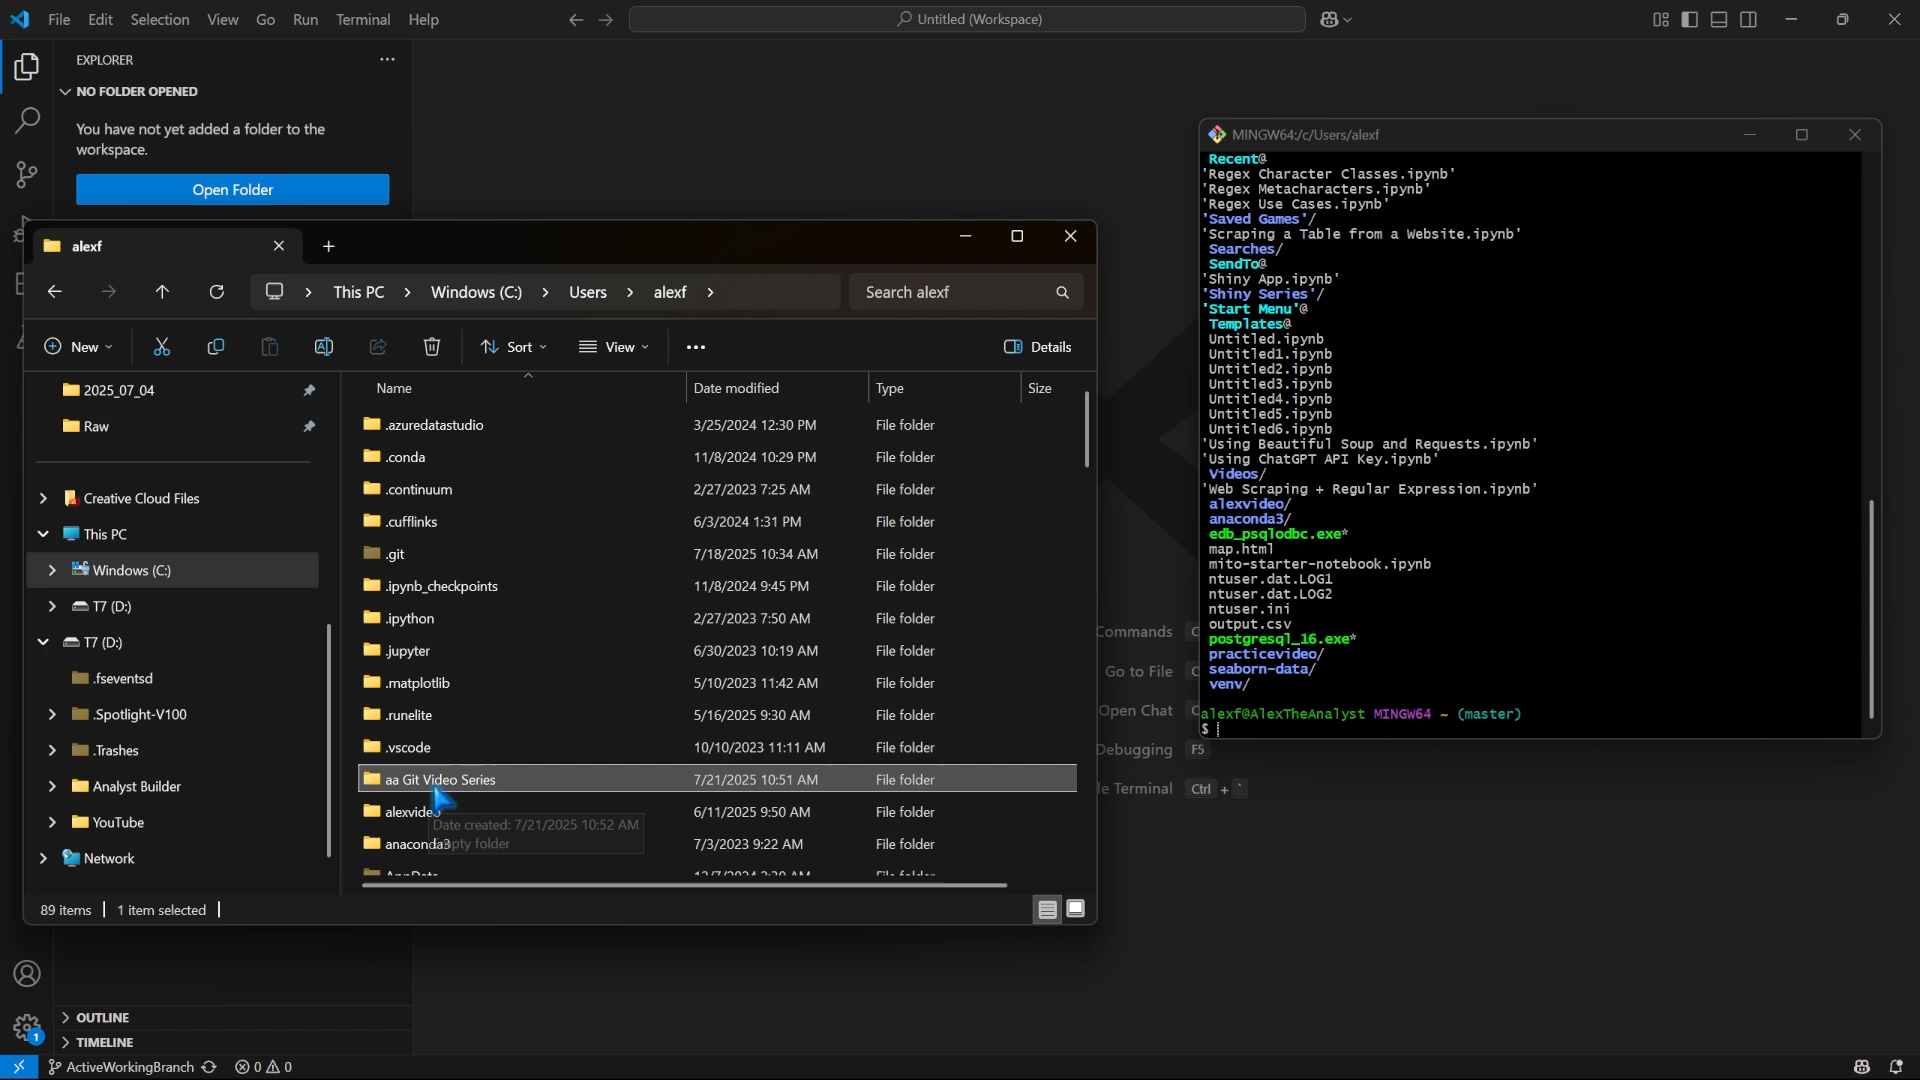 File Edit Selection View Go Run Terminal Help
Untitled (Workspace)
EXPLORER
NO FOLDER OPENED
You have not yet added a folder to the
workspace.
Open Folder
alexf
This PC > Windows (C:) > Users > alexf >
Search alexf
New
Sort
View
Details
2025_07_04
Raw
Creative Cloud Files
This PC
Windows (C:)
T7 (D:)
T7 (D:)
.fseventsd
.Spotlight-V100
.Trashes
Analyst Builder
YouTube
Network
Name Date modified Type Size
.azuredatastudio 3/25/2024 12:30 PM File folder
.conda 11/8/2024 10:29 PM File folder
.continuum 2/27/2023 7:25 AM File folder
.cufflinks 6/3/2024 1:31 PM File folder
.git 7/18/2025 10:34 AM File folder
.ipynb_checkpoints 11/8/2024 9:45 PM File folder
.ipython 2/27/2023 7:50 AM File folder
.jupyter 6/30/2023 10:19 AM File folder
.matplotlib 5/10/2023 11:42 AM File folder
.runelite 5/16/2025 9:30 AM File folder
.vscode 10/10/2023 11:11 AM File folder
aa Git Video Series 7/21/2025 10:51 AM File folder
alexvideo 6/11/2025 9:50 AM File folder
Date created: 7/21/2025 10:52 AM
anaconda3 7/3/2023 9:22 AM File folder
folder
89 items 1 item selected
Commands
Go to File
Open Chat
Debugging F5
Terminal Ctrl + `
MINGW64:/c/Users/alexf
Recent@
'Regex Character Classes.ipynb'
'Regex Metacharacters.ipynb'
'Regex Use Cases.ipynb'
'Saved Games'/
'Scraping a Table from a Website.ipynb'
Searches/
SendTo@
'Shiny App.ipynb'
'Shiny Series'/
'Start Menu'@
Templates@
Untitled.ipynb
Untitled1.ipynb
Untitled2.ipynb
Untitled3.ipynb
Untitled4.ipynb
Untitled5.ipynb
Untitled6.ipynb
'Using Beautiful Soup and Requests.ipynb'
'Using ChatGPT API Key.ipynb'
Videos/
'Web Scraping + Regular Expression.ipynb'
alexvideo/
anaconda3/
edb_psqlodbc.exe*
map.html
mito-starter-notebook.ipynb
ntuser.dat.LOG1
ntuser.dat.LOG2
ntuser.ini
output.csv
postgresql_16.exe*
practicevideo/
seaborn-data/
venv/
alexf@AlexTheAnalyst MINGW64 ~ (master)
$
OUTLINE
1
TIMELINE
ActiveWorkingBranch 0 0